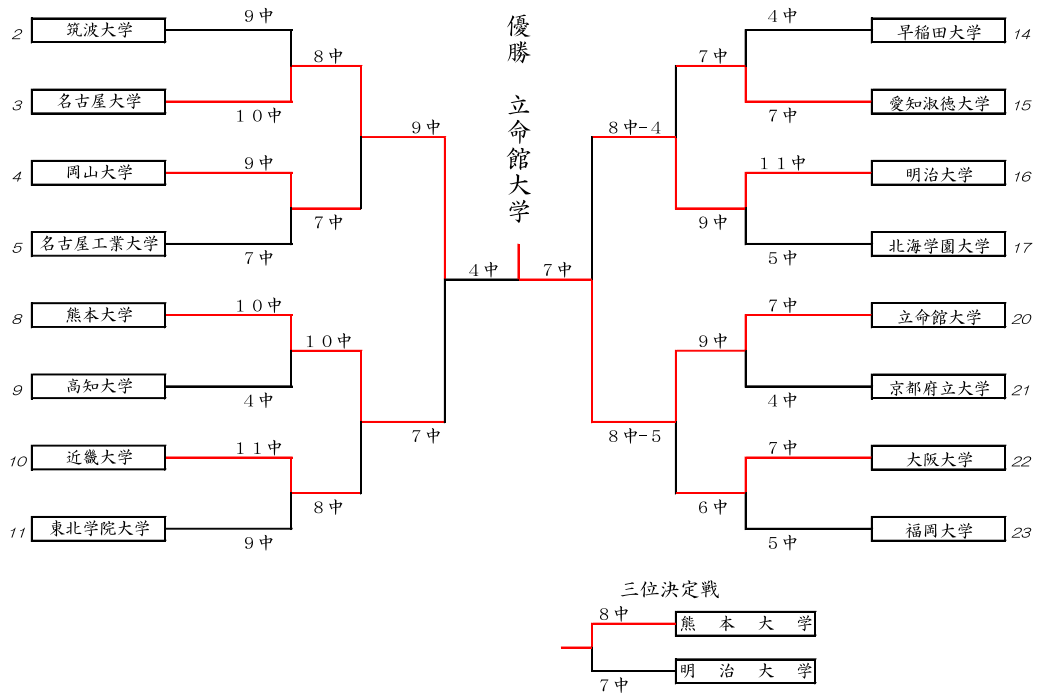 優勝 立命館大学
2 筑波大学 9中
8中
3 名古屋大学 10中
9中
4 岡山大学 9中
7中
5 名古屋工業大学 7中
4中
8 熊本大学 10中
10中
9 高知大学 4中
7中
10 近畿大学 11中
8中
11 東北学院大学 9中
4中 早稲田大学 14
7中
7中 愛知淑徳大学 15
8中-4
11中 明治大学 16
9中
5中 北海学園大学 17
7中
7中 立命館大学 20
9中
4中 京都府立大学 21
8中-5
7中 大阪大学 22
6中
5中 福岡大学 23
三位決定戦
8中 熊本大学
7中 明治大学